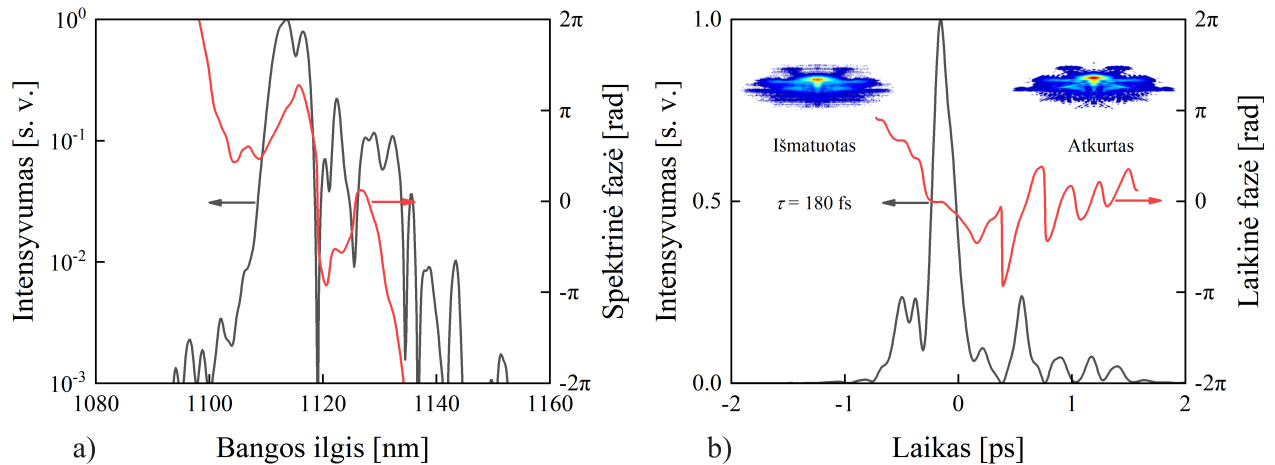 Intensyvumas [s. v.]
10⁰
10⁻¹
10⁻²
10⁻³
1080 1100 1120 1140 1160
Bangos ilgis [nm]
2π
π
0
-π
-2π
Spektrinė fazė [rad]
a)
Intensyvumas [s. v.]
1.0
0.5
0.0
Išmatuotas
Atkurtas
τ = 180 fs
-2 -1 0 1 2
Laikas [ps]
2π
π
0
-π
-2π
Laikinė fazė [rad]
b)